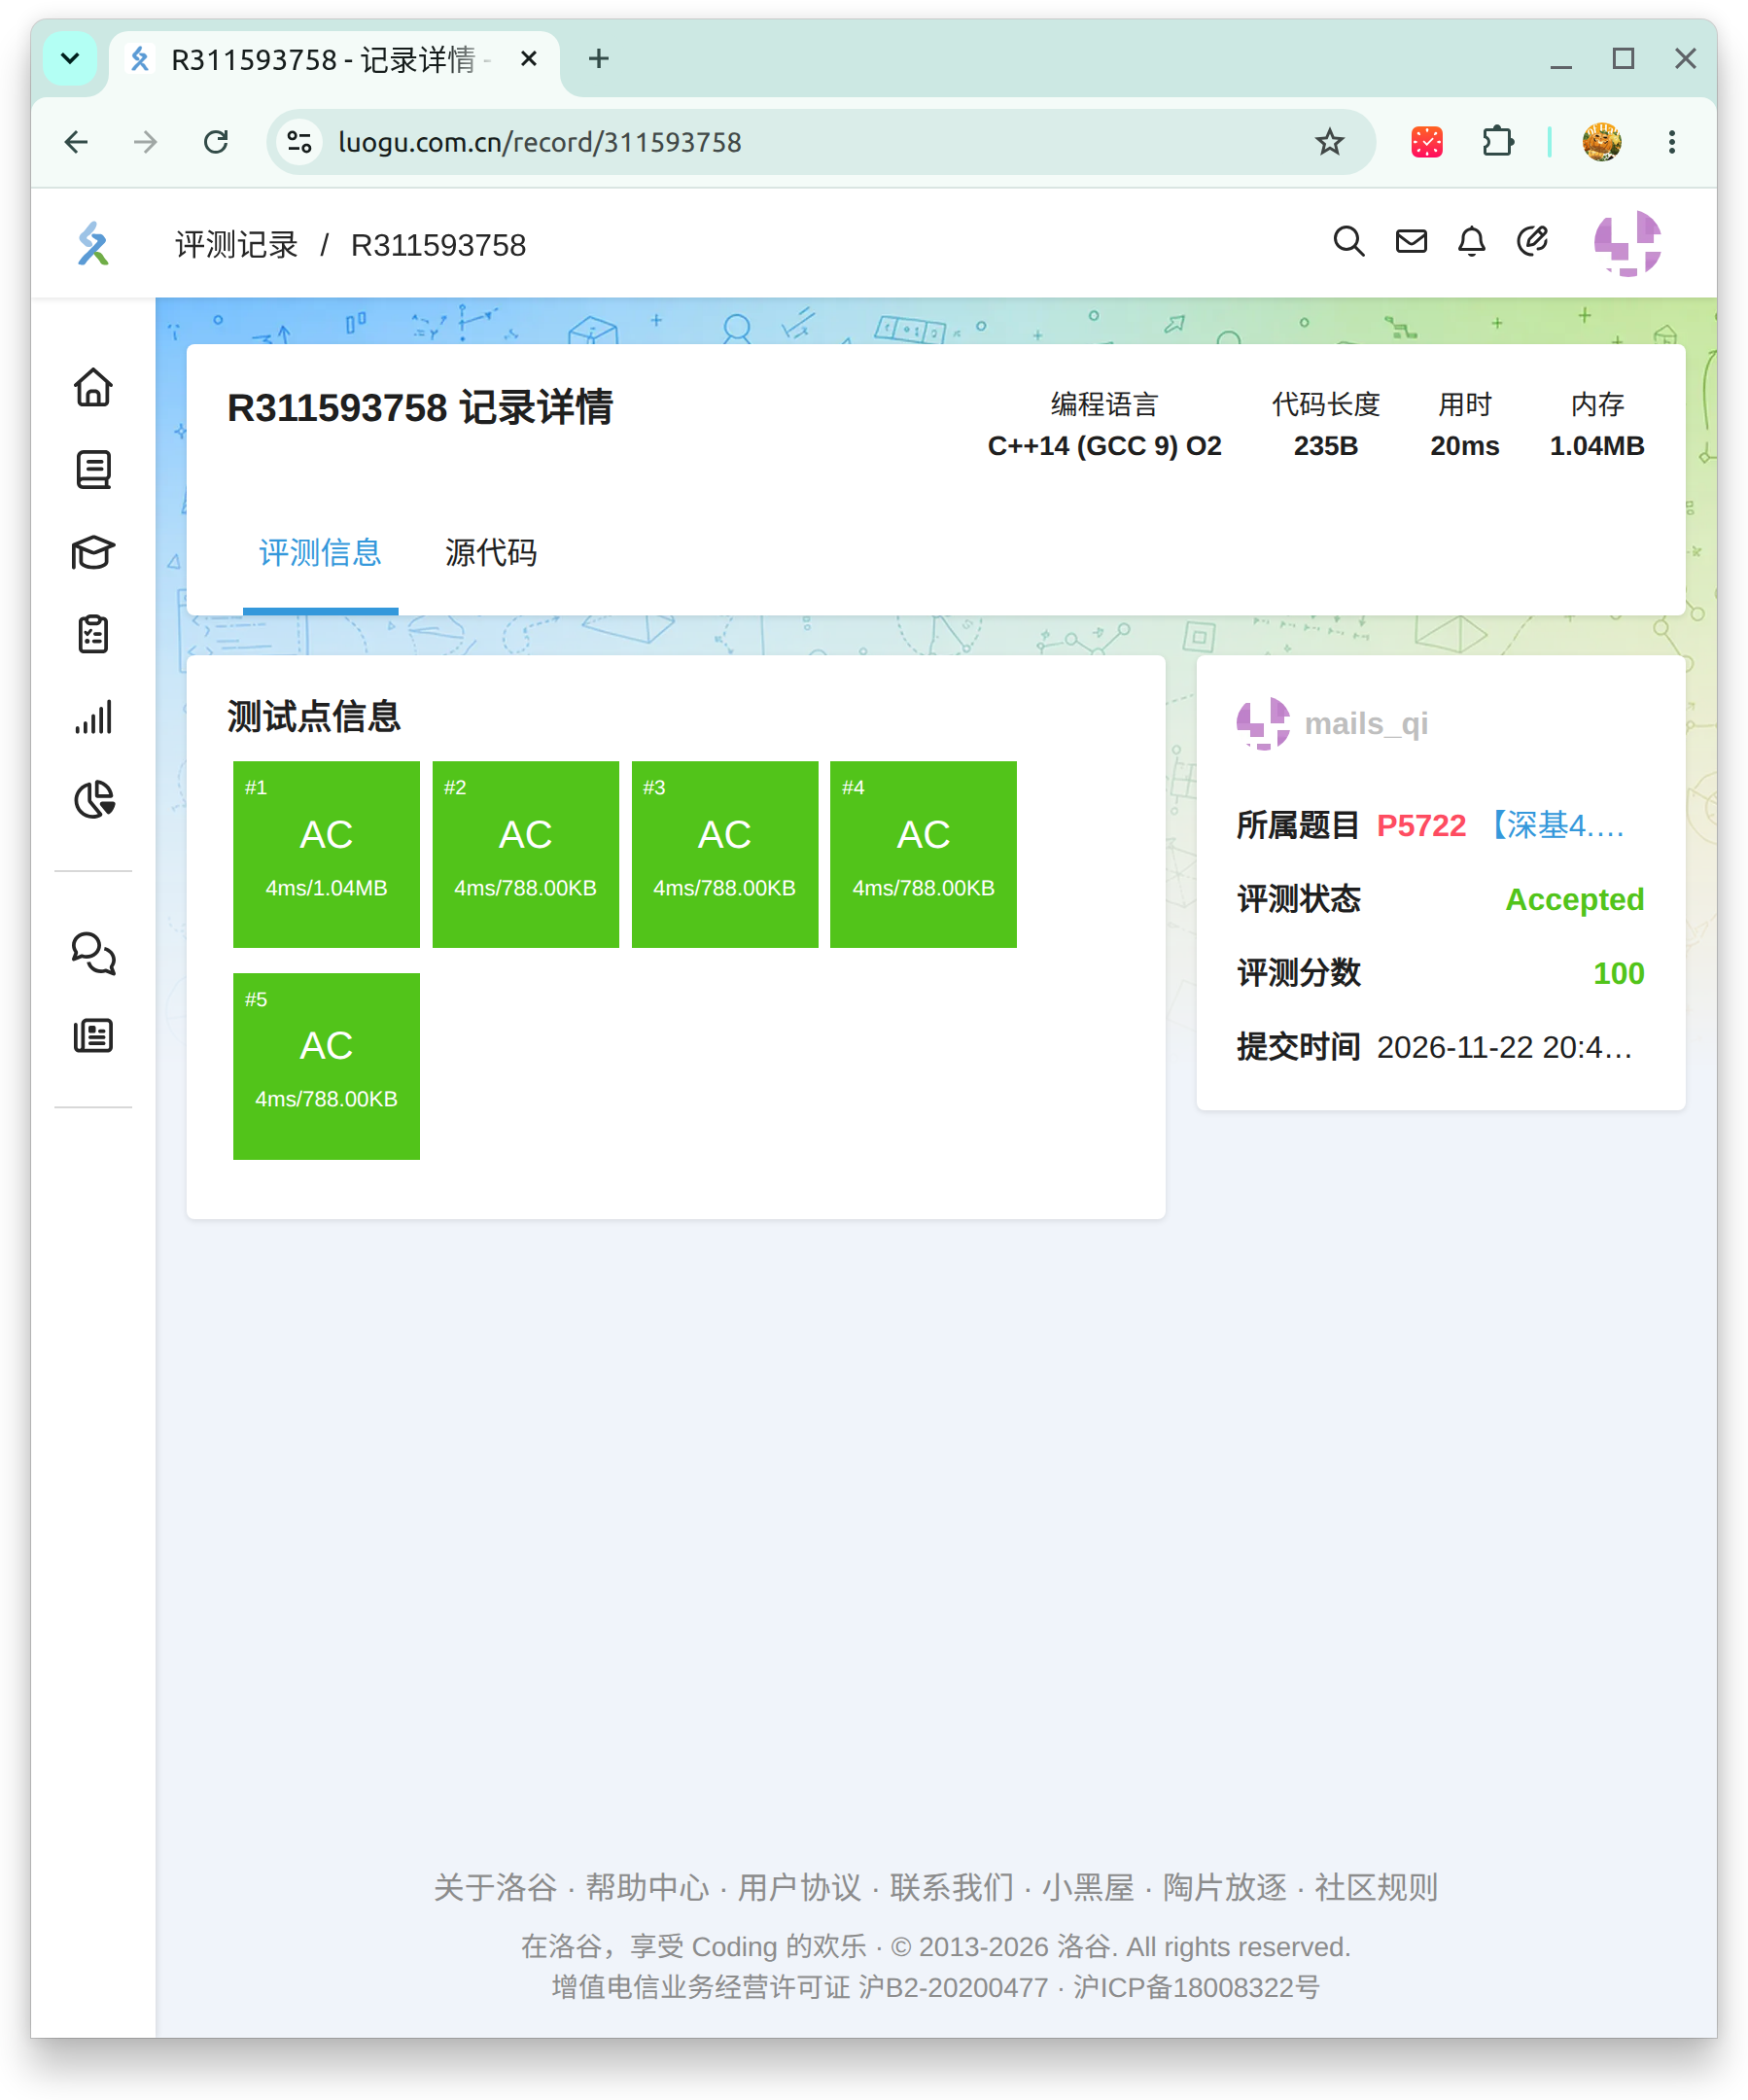 R311593758 - 记录详情 -
luogu.com.cn/record/311593758
评测记录 / R311593758
R311593758 记录详情
编程语言 代码长度 用时 内存
C++14 (GCC 9) O2 235B 20ms 1.04MB
评测信息 源代码
测试点信息
#1 #2 #3 #4
AC AC AC AC
4ms/1.04MB 4ms/788.00KB 4ms/788.00KB 4ms/788.00KB
#5
AC
4ms/788.00KB
mails_qi
所属题目 P5722 【深基4.…
评测状态 Accepted
评测分数 100
提交时间 2026-11-22 20:4…
关于洛谷 · 帮助中心 · 用户协议 · 联系我们 · 小黑屋 · 陶片放逐 · 社区规则
在洛谷，享受 Coding 的欢乐 · © 2013-2026 洛谷. All rights reserved.
增值电信业务经营许可证 沪B2-20200477 · 沪ICP备18008322号